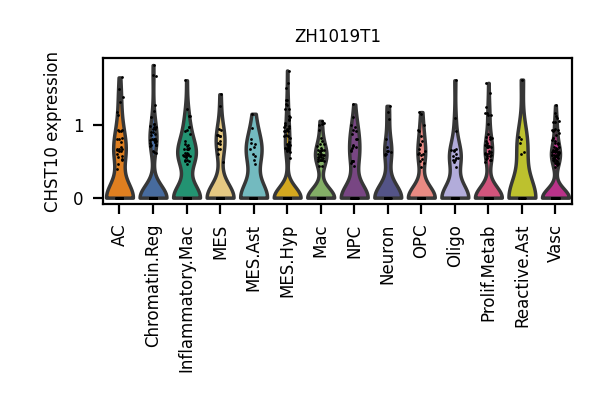 ZH1019T1
CHST10 expression
1
0
AC
Chromatin.Reg
Inflammatory.Mac
MES
MES.Ast
MES.Hyp
Mac
NPC
Neuron
OPC
Oligo
Prolif.Metab
Reactive.Ast
Vasc